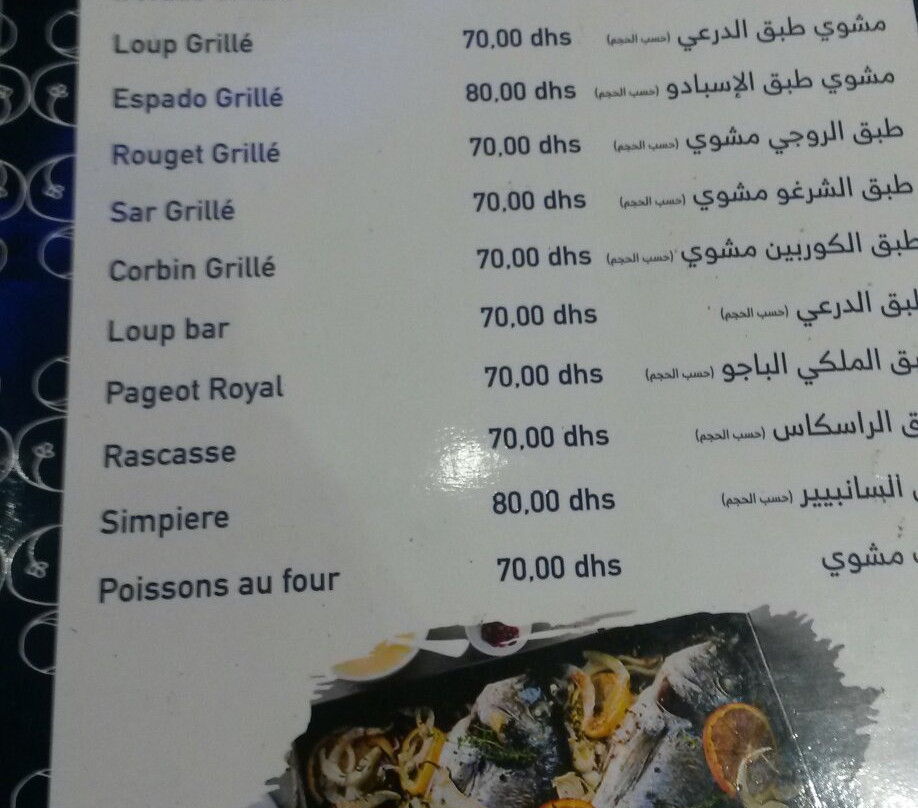 Loup Grillé 70,00 dhs مشوي طبق الدرعي (حسب الحجم)
Espado Grillé 80,00 dhs مشوي طبق الإسبادو (حسب الحجم)
Rouget Grillé 70,00 dhs طبق الروجي مشوي (حسب الحجم)
Sar Grillé 70,00 dhs طبق الشرغو مشوي (حسب الحجم)
Corbin Grillé 70,00 dhs طبق الكوربين مشوي (حسب الحجم)
Loup bar 70,00 dhs الدرعي (حسب الحجم)
Pageot Royal 70,00 dhs الملكي الباجو (حسب الحجم)
Rascasse 70,00 dhs الراسكاس (حسب الحجم)
Simpiere 80,00 dhs السانبيير (حسب الحجم)
Poissons au four 70,00 dhs مشوي